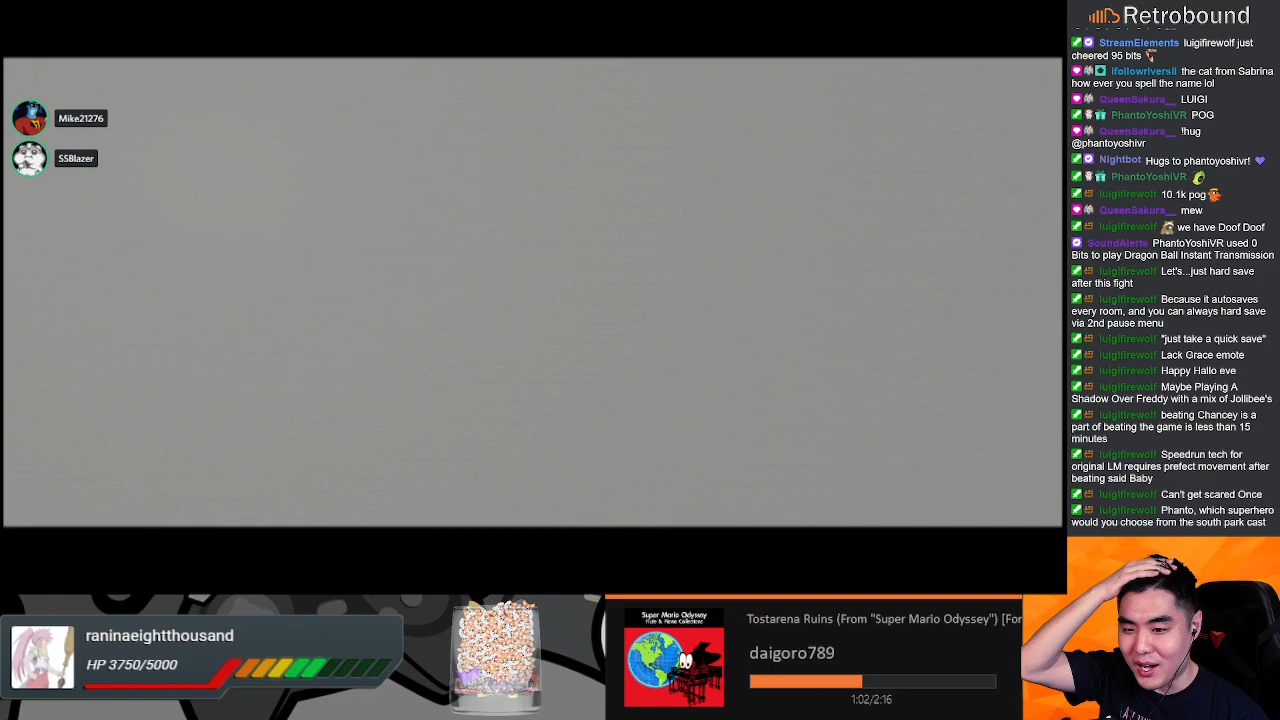 Mike21276
SSBlazer
Retrobound
StreamElements luigifirewolf just
cheered 95 bits
ifollowriversll the cat from Sabrina
how ever you spell the name lol
QueenSakura__ LUIGI
PhantoYoshiVR POG
QueenSakura__ !hug
@phantoyoshivr
Nightbot Hugs to phantoyoshivr!
PhantoYoshiVR
luigifirewolf 10.1k pog
QueenSakura__ mew
luigifirewolf we have Doof Doof
SoundAlerts PhantoYoshiVR used 0
Bits to play Dragon Ball Instant Transmission
luigifirewolf Let's...just hard save
after this fight
luigifirewolf Because it autosaves
every room, and you can always hard save
via 2nd pause menu
luigifirewolf "just take a quick save"
luigifirewolf Lack Grace emote
luigifirewolf Happy Hallo eve
luigifirewolf Maybe Playing A
Shadow Over Freddy with a mix of Jollibee's
luigifirewolf beating Chancey is a
part of beating the game is less than 15
minutes
luigifirewolf Speedrun tech for
original LM requires prefect movement after
beating said Baby
luigifirewolf Can't get scared Once
luigifirewolf Phanto, which superhero
would you choose from the south park cast
raninaeightthousand
HP 3750/5000
Super Mario Odyssey
Flute & Piano Collections
Tostarena Ruins (From "Super Mario Odyssey") [For
daigoro789
1:02/2:16